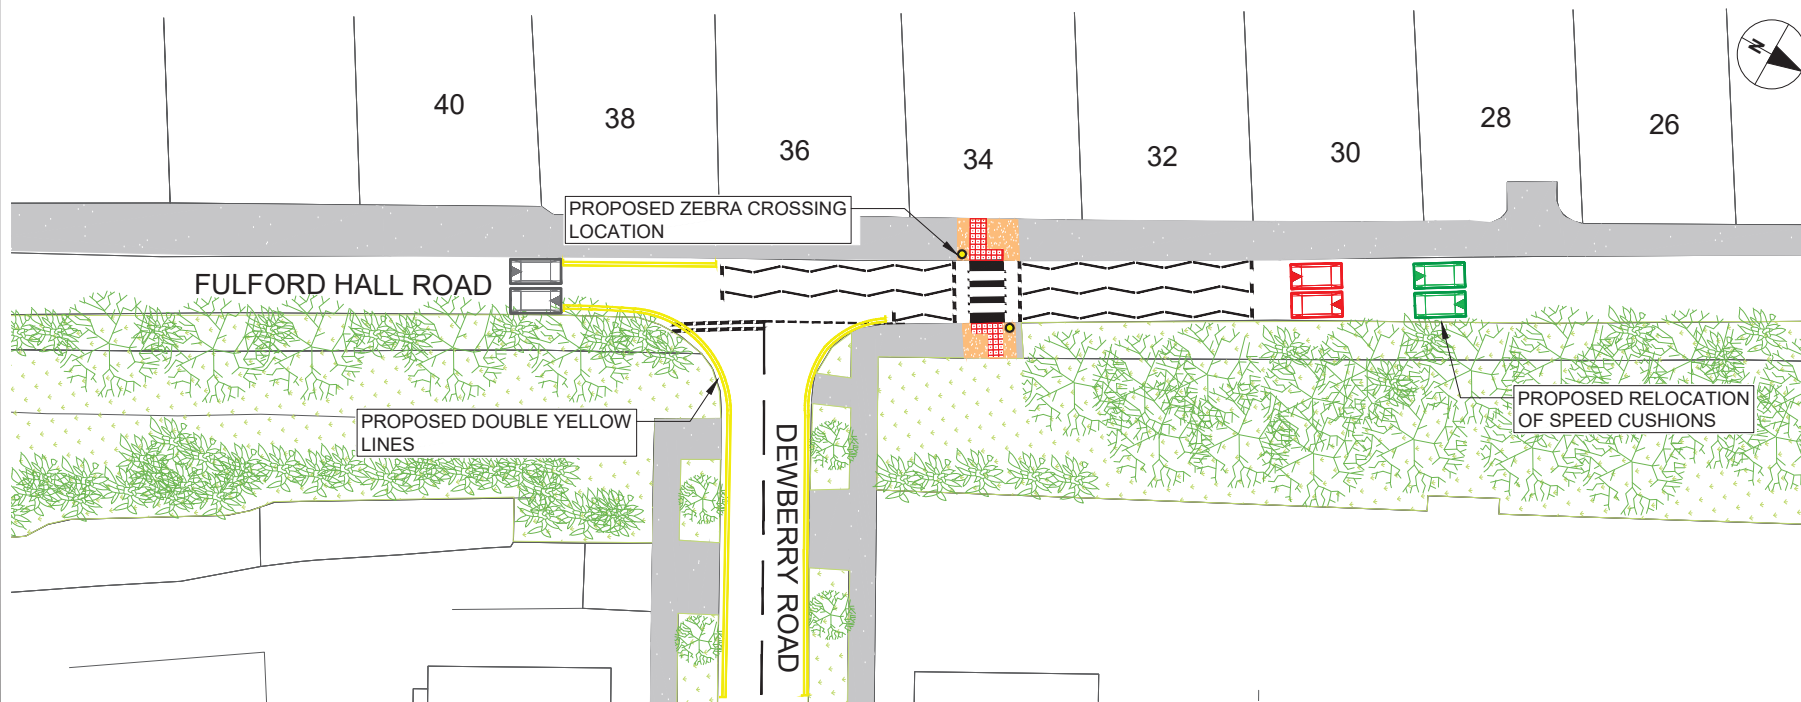 N
40
38
36
34
32
30
28
26
PROPOSED ZEBRA CROSSING
LOCATION
FULFORD HALL ROAD
PROPOSED DOUBLE YELLOW
LINES
DEWBERRY ROAD
PROPOSED RELOCATION
OF SPEED CUSHIONS